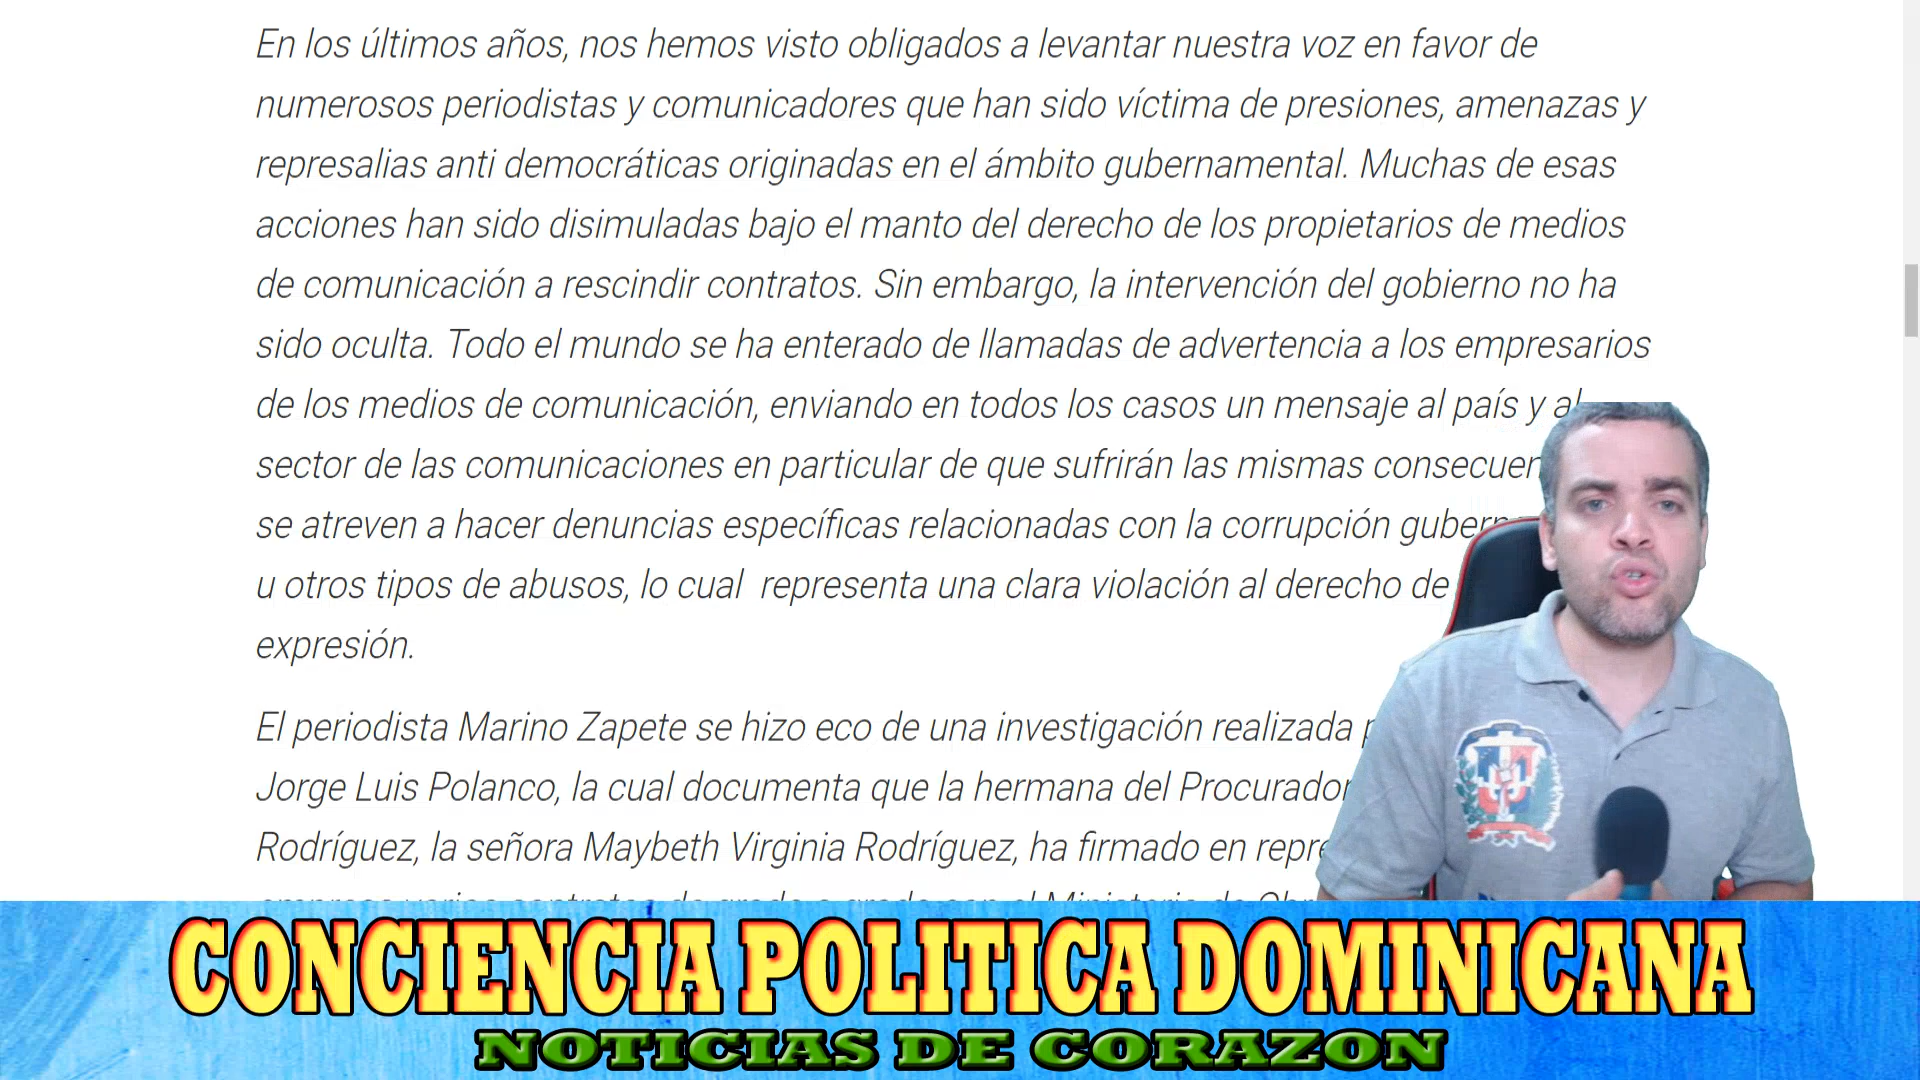 En los últimos años, nos hemos visto obligados a levantar nuestra voz en favor de
numerosos periodistas y comunicadores que han sido víctima de presiones, amenazas y
represalias anti democráticas originadas en el ámbito gubernamental. Muchas de esas
acciones han sido disimuladas bajo el manto del derecho de los propietarios de medios
de comunicación a rescindir contratos. Sin embargo, la intervención del gobierno no ha
sido oculta. Todo el mundo se ha enterado de llamadas de advertencia a los empresarios
de los medios de comunicación, enviando en todos los casos un mensaje al país y al
sector de las comunicaciones en particular de que sufrirán las mismas
se atreven a hacer denuncias específicas relacionadas con la corrupción
u otros tipos de abusos, lo cual representa una clara violación al derecho de
expresión.
El periodista Marino Zapete se hizo eco de una investigación realizada
Jorge Luis Polanco, la cual documenta que la hermana del Procurador
Rodríguez, la señora Maybeth Virginia Rodríguez, ha firmado en
CONCIENCIA POLITICA DOMINICANA
NOTICIAS DE CORAZON